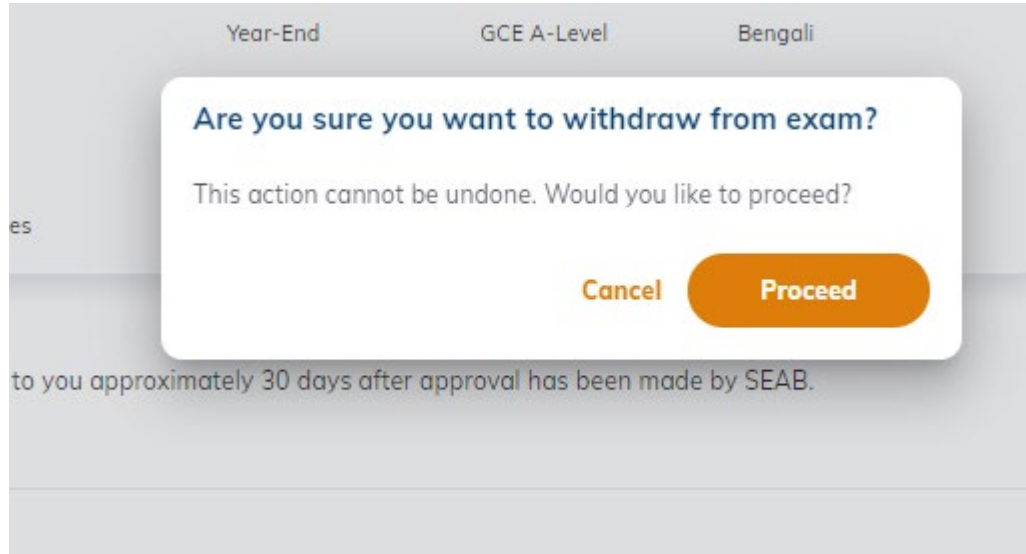 Year-End GCE A-Level Bengali
Are you sure you want to withdraw from exam?
This action cannot be undone. Would you like to proceed?
es
Cancel Proceed
to you approximately 30 days after approval has been made by SEAB.